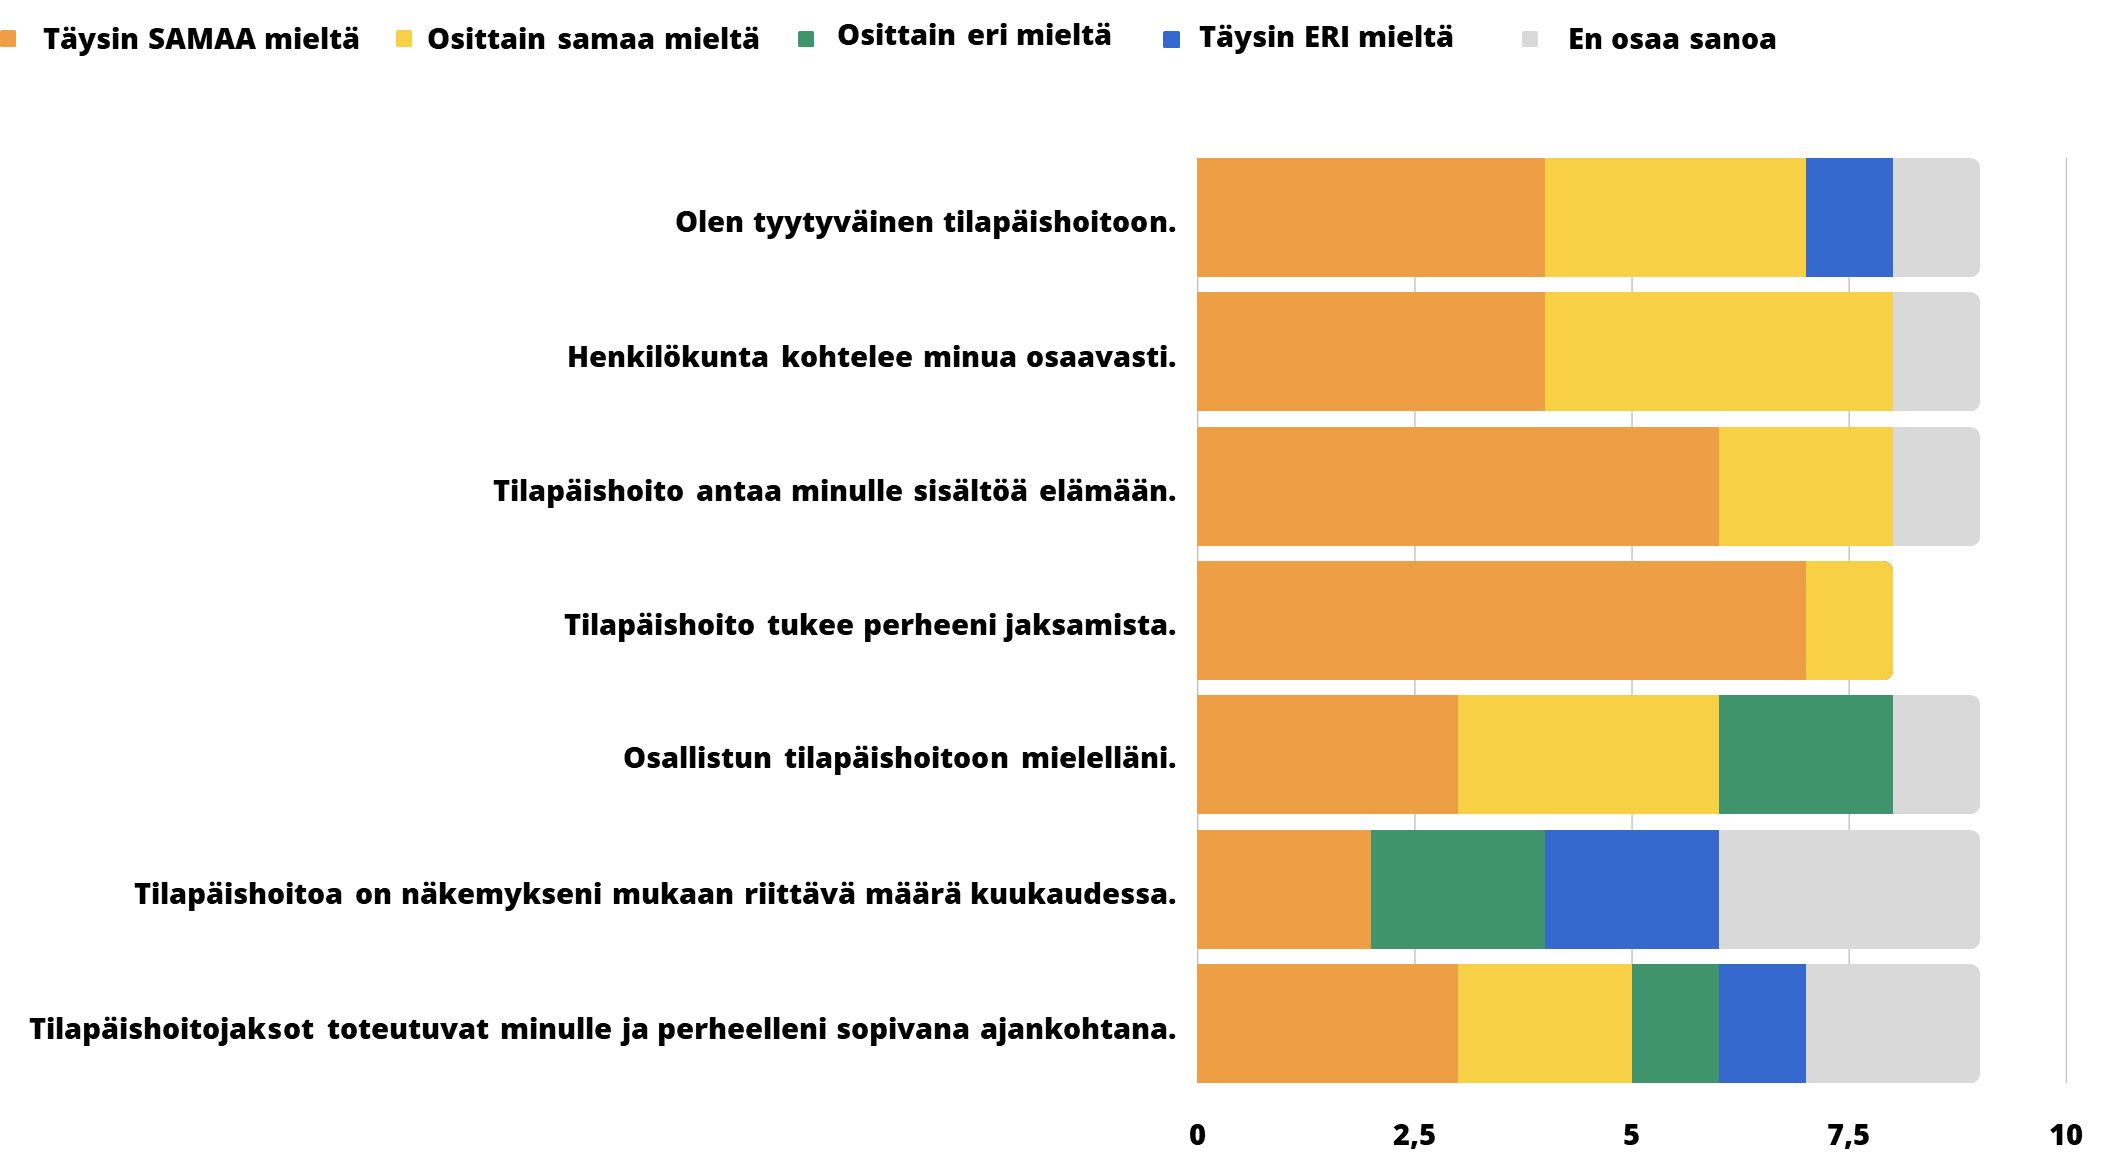 Täysin SAMAA mieltä Osittain samaa mieltä Osittain eri mieltä Täysin ERI mieltä En osaa sanoa
Olen tyytyväinen tilapäishoitoon.
Henkilökunta kohtelee minua osaavasti.
Tilapäishoito antaa minulle sisältöä elämään.
Tilapäishoito tukee perheeni jaksamista.
Osallistun tilapäishoitoon mielelläni.
Tilapäishoitoa on näkemykseni mukaan riittävä määrä kuukaudessa.
Tilapäishoitojaksot toteutuvat minulle ja perheelleni sopivana ajankohtana.
0 2,5 5 7,5 10